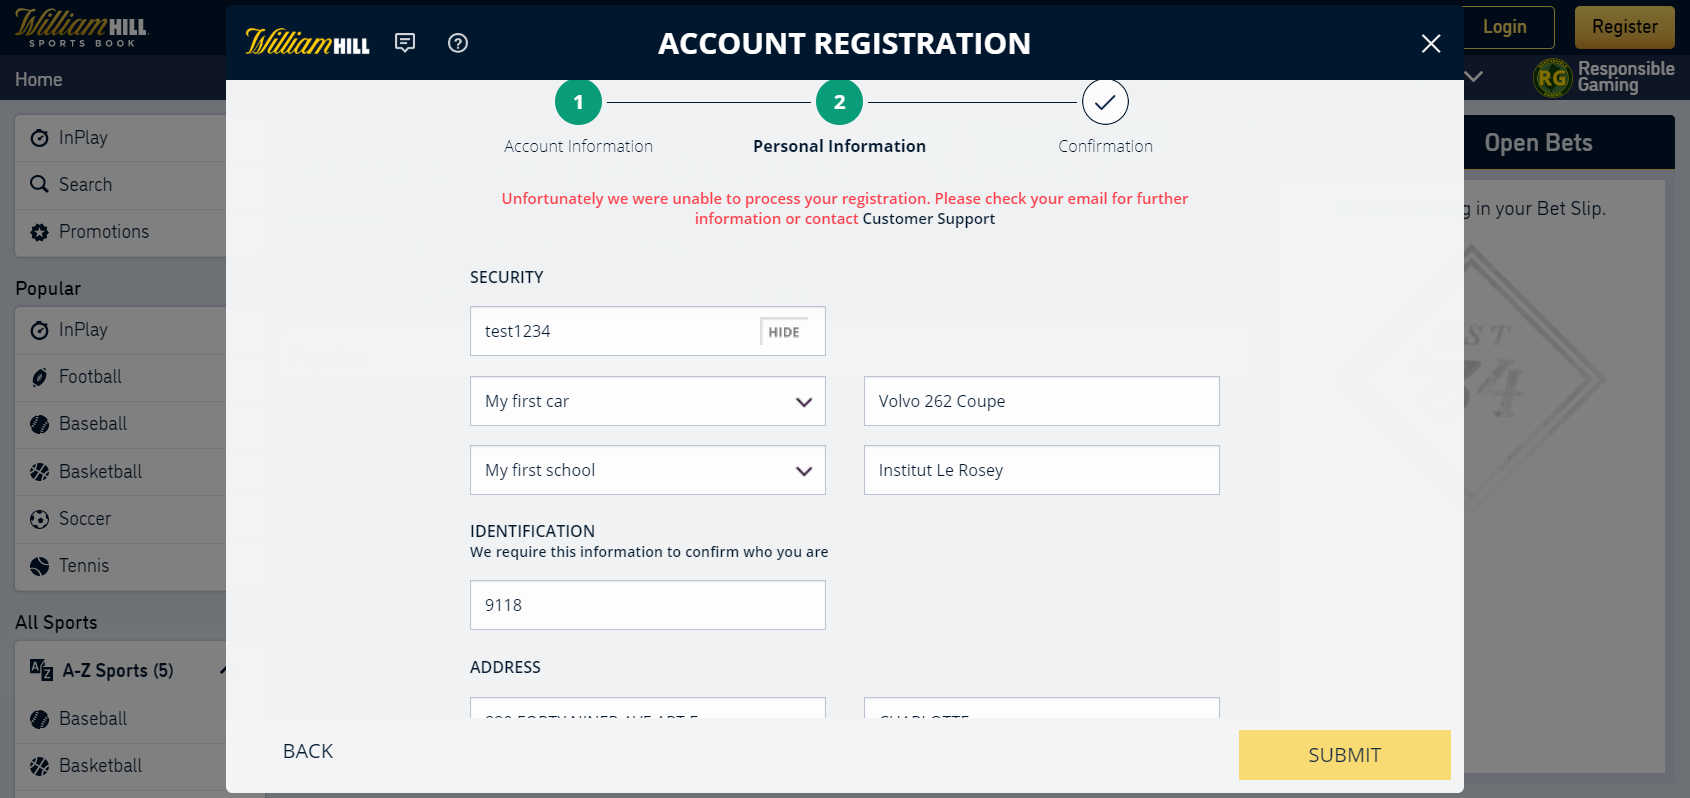 William HILL
SPORTS BOOK
William HILL
ACCOUNT REGISTRATION
Login
Register
Home
RG
Responsible
Gaming
1
2
Account Information
Personal Information
Confirmation
Unfortunately we were unable to process your registration. Please check your email for further
information or contact Customer Support
InPlay
Search
Promotions
Popular
InPlay
Football
Baseball
Basketball
Soccer
Tennis
All Sports
A-Z Sports (5)
Baseball
Basketball
SECURITY
test1234
HIDE
My first car
Volvo 262 Coupe
My first school
Institut Le Rosey
IDENTIFICATION
We require this information to confirm who you are
9118
ADDRESS
BACK
SUBMIT
Open Bets
in your Bet Slip.